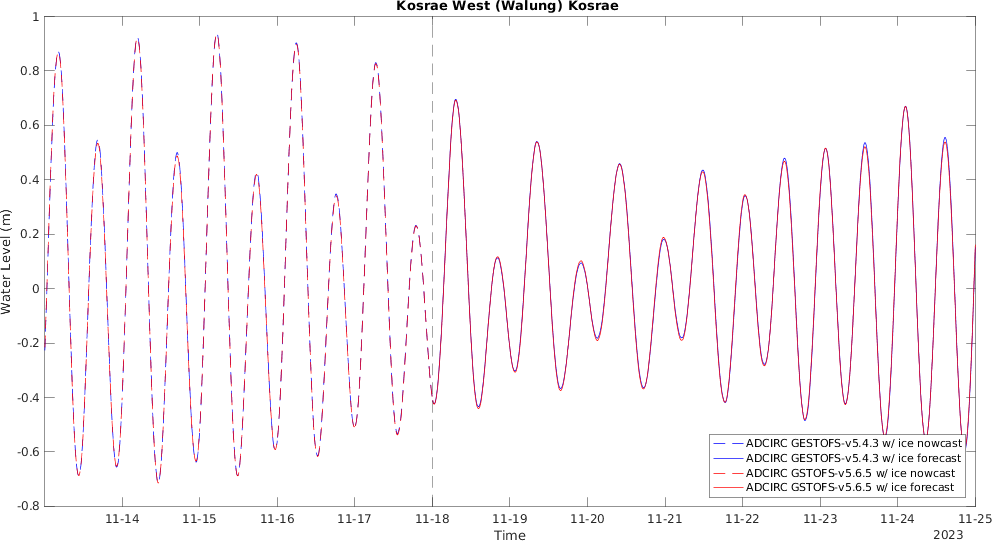 Kosrae West (Walung) Kosrae
Water Level (m)
1
0.8
0.6
0.4
0.2
0
-0.2
-0.4
-0.6
-0.8
ADCIRC GESTOFS-v5.4.3 w/ ice nowcast
ADCIRC GESTOFS-v5.4.3 w/ ice forecast
ADCIRC GSTOFS-v5.6.5 w/ ice nowcast
ADCIRC GSTOFS-v5.6.5 w/ ice forecast
11-14 11-15 11-16 11-17 11-18 11-19 11-20 11-21 11-22 11-23 11-24 11-25
Time
2023